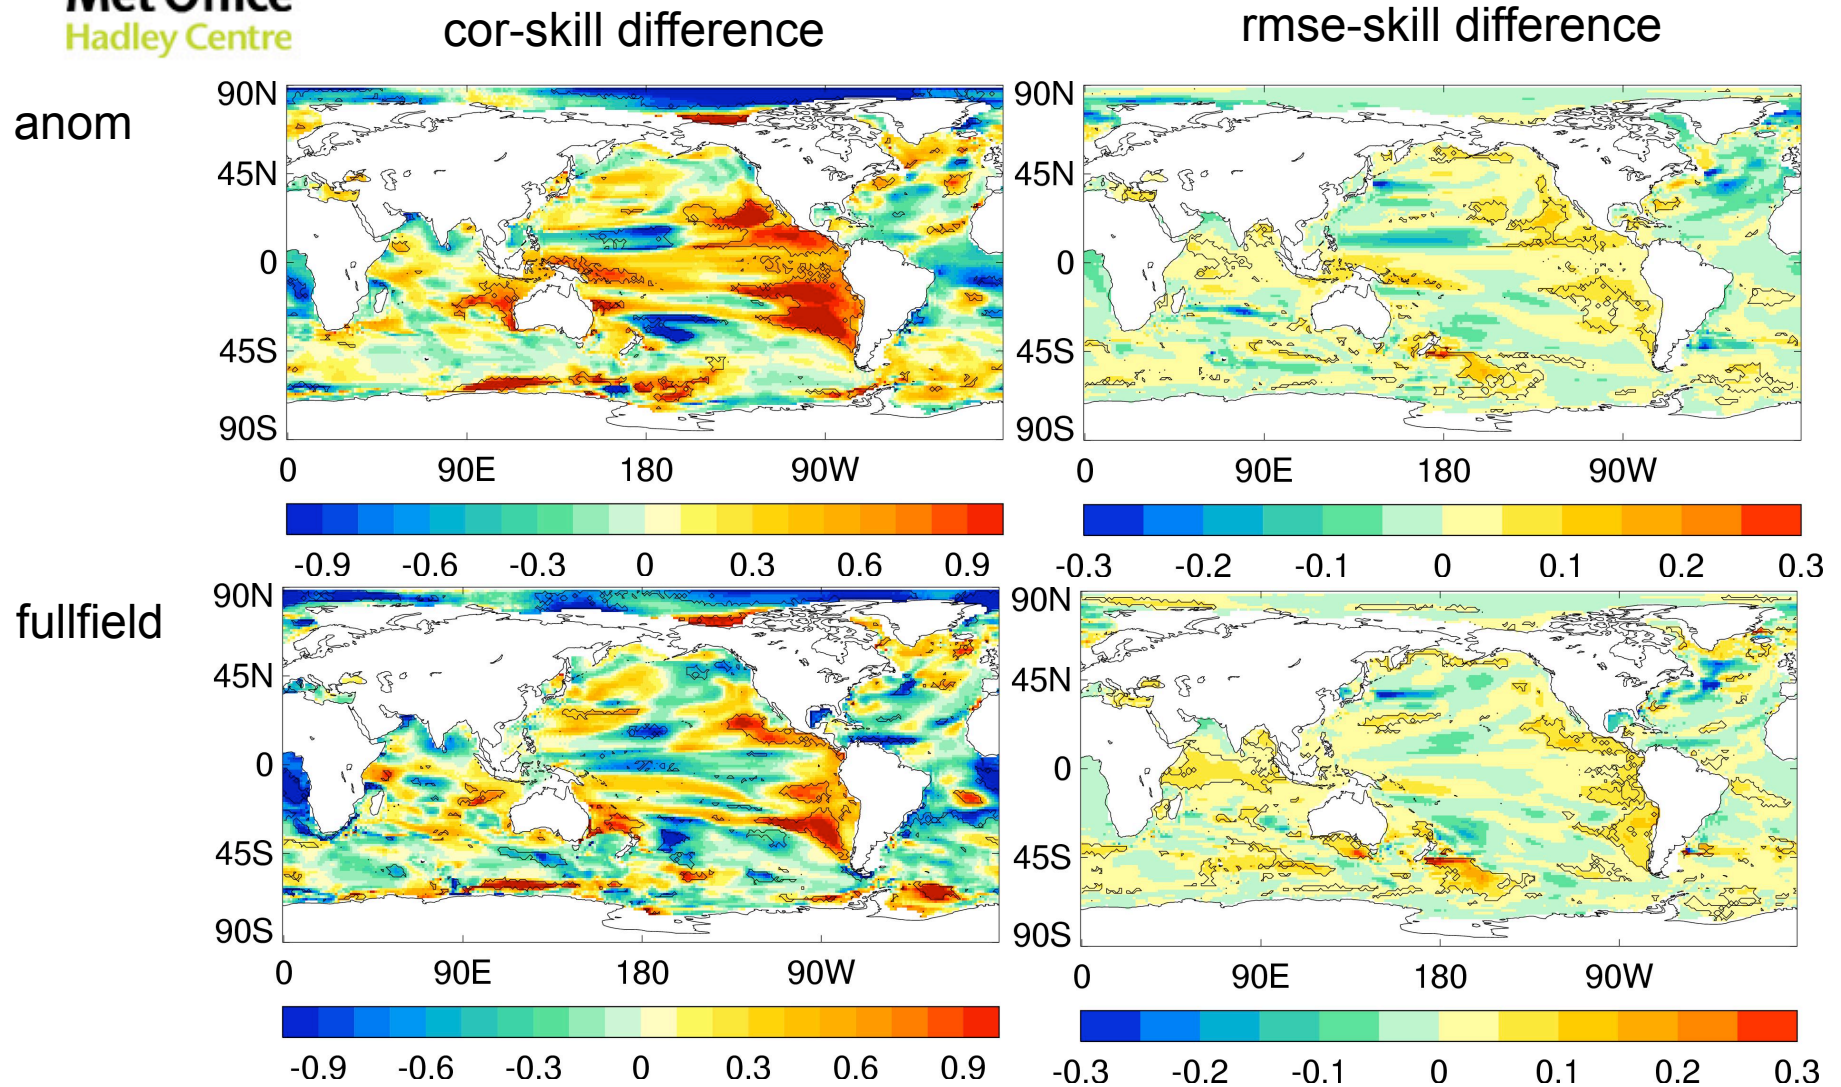 Met Office
Hadley Centre
cor-skill difference
rmse-skill difference
anom
90N
45N
0
45S
90S
0 90E 180 90W
-0.9 -0.6 -0.3 0 0.3 0.6 0.9
90N
45N
0
45S
90S
0 90E 180 90W
-0.3 -0.2 -0.1 0 0.1 0.2 0.3
fullfield
90N
45N
0
45S
90S
0 90E 180 90W
-0.9 -0.6 -0.3 0 0.3 0.6 0.9
90N
45N
0
45S
90S
0 90E 180 90W
-0.3 -0.2 -0.1 0 0.1 0.2 0.3